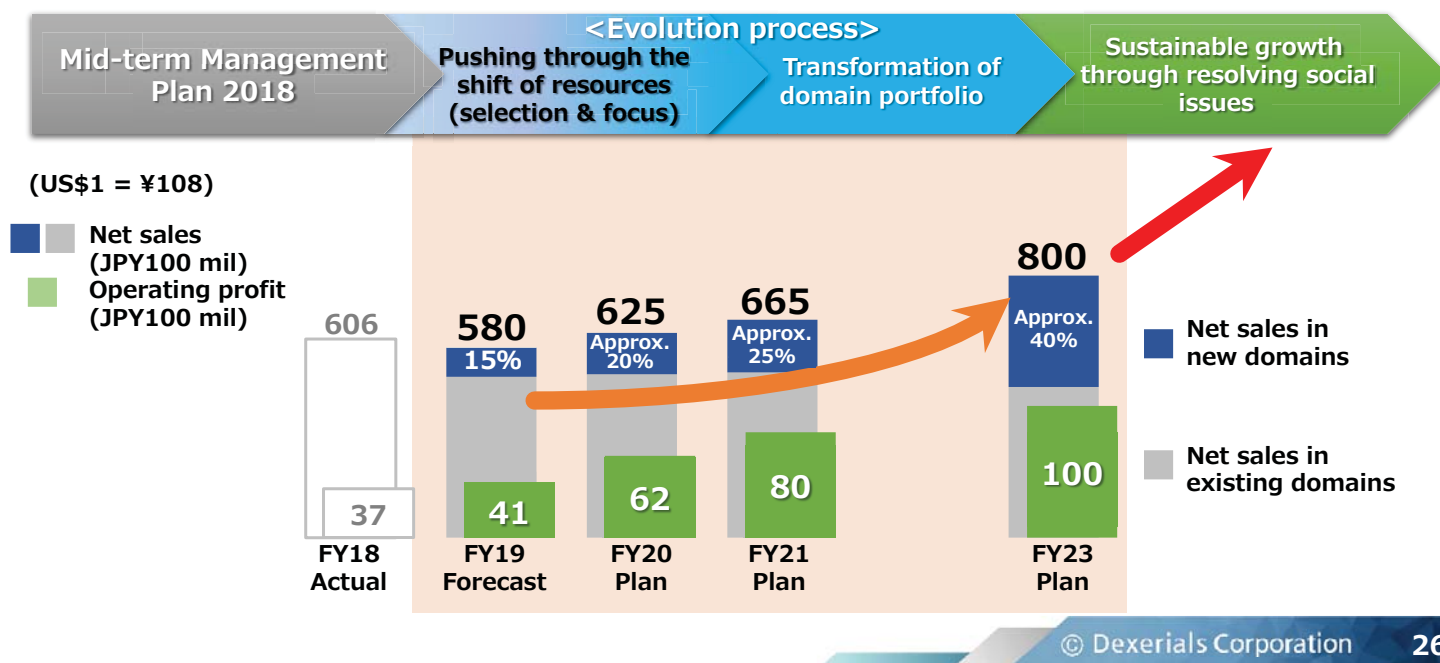 <Evolution process>
Mid-term Management
Plan 2018
Pushing through the
shift of resources
(selection & focus)
Transformation of
domain portfolio
Sustainable growth
through resolving social
issues
(US$1 = ¥108)
Net sales
(JPY100 mil)
Operating profit
(JPY100 mil)
606
37
FY18
Actual
580
15%
41
FY19
Forecast
625
Approx.
20%
62
FY20
Plan
665
Approx.
25%
80
FY21
Plan
800
Approx.
40%
100
FY23
Plan
Net sales in
new domains
Net sales in
existing domains
© Dexerials Corporation 26